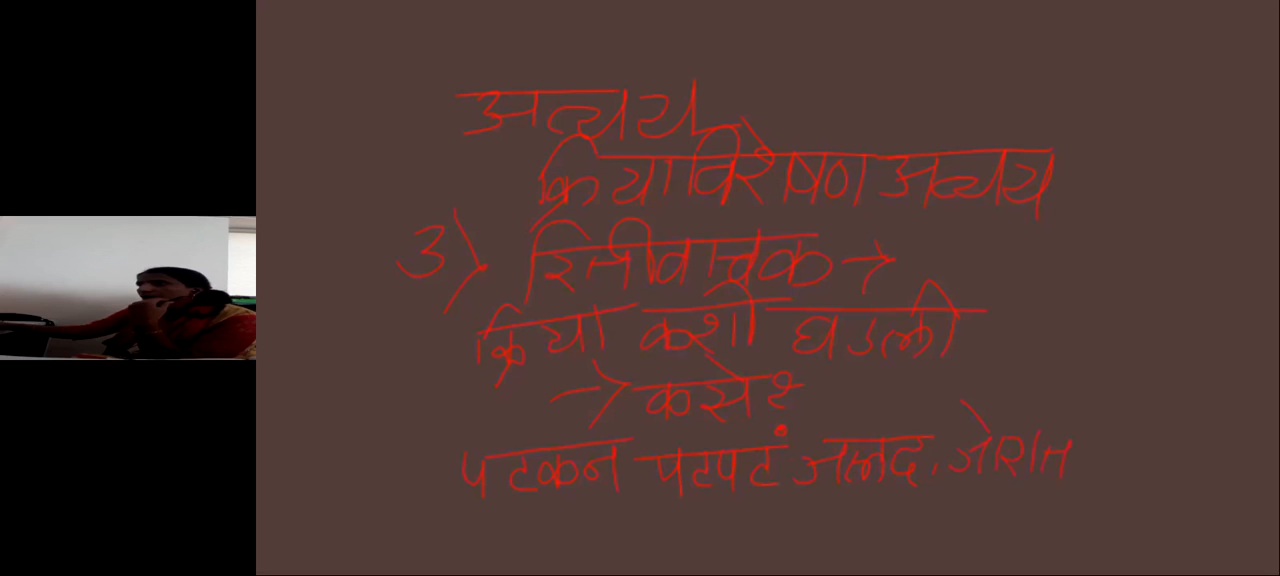 अव्यय
क्रियाविशेषण अव्यय
3) रितीवाचक →
क्रिया कशी घडली
→ कसे?
पटकन पटपटं जलद, जोरात